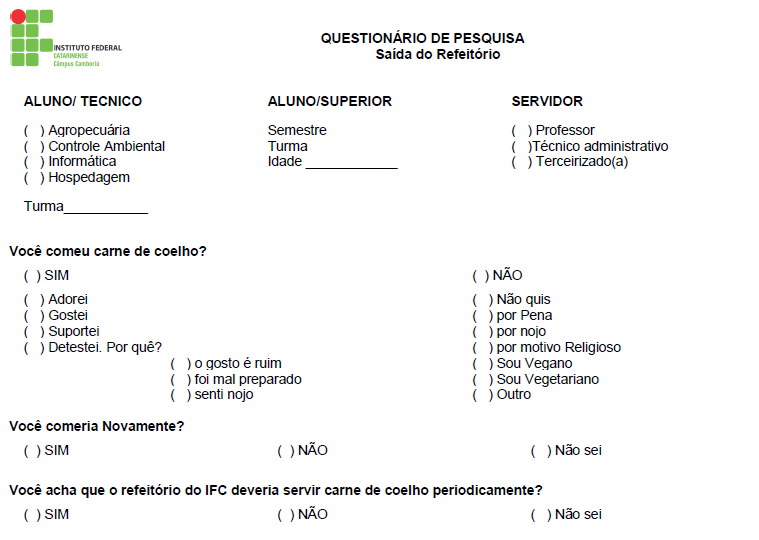 INSTITUTO FEDERAL
CATARINENSE
Câmpus Camboriú
QUESTIONÁRIO DE PESQUISA
Saída do Refeitório
ALUNO/ TECNICO
( ) Agropecuária
( ) Controle Ambiental
( ) Informática
( ) Hospedagem
Turma____________
ALUNO/SUPERIOR
Semestre
Turma
Idade _____________
SERVIDOR
( ) Professor
( )Técnico administrativo
( ) Terceirizado(a)
Você comeu carne de coelho?
( ) SIM
( ) Adorei
( ) Gostei
( ) Suportei
( ) Detestei. Por quê?
( ) o gosto é ruim
( ) foi mal preparado
( ) senti nojo
( ) NÃO
( ) Não quis
( ) por Pena
( ) por nojo
( ) por motivo Religioso
( ) Sou Vegano
( ) Sou Vegetariano
( ) Outro
Você comeria Novamente?
( ) SIM ( ) NÃO ( ) Não sei
Você acha que o refeitório do IFC deveria servir carne de coelho periodicamente?
( ) SIM ( ) NÃO ( ) Não sei